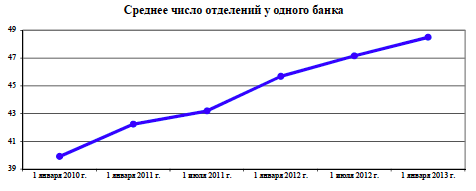 Среднее число отделений у одного банка
49
47
45
43
41
39
1 января 2010 г.
1 января 2011 г.
1 июля 2011 г.
1 января 2012 г.
1 июля 2012 г.
1 января 2013 г.